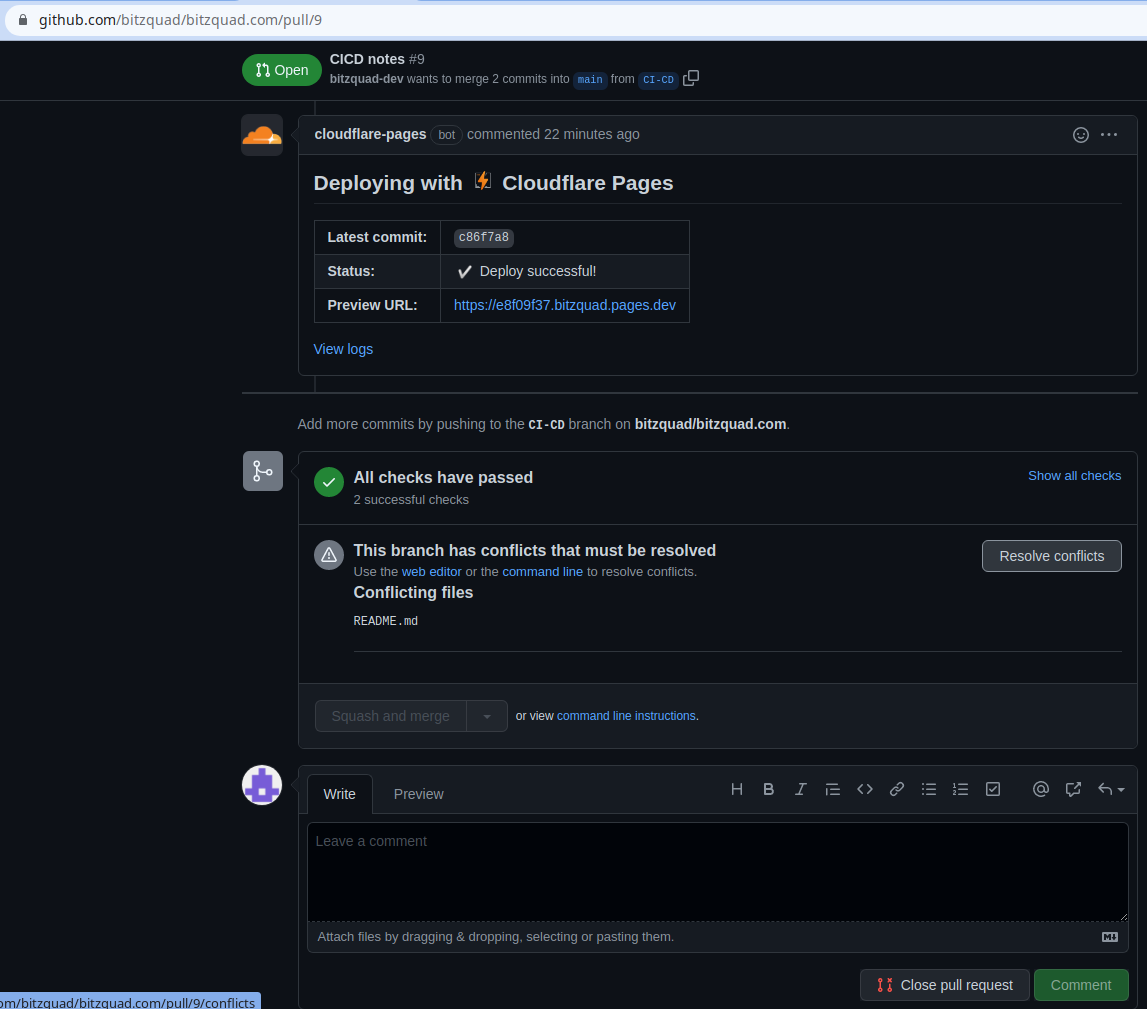 github.com/bitzquad/bitzquad.com/pull/9
Open
CICD notes #9
bitzquad-dev wants to merge 2 commits into main from CI-CD
cloudflare-pages bot commented 22 minutes ago
Deploying with Cloudflare Pages
Latest commit: c86f7a8
Status: ✔ Deploy successful!
Preview URL: https://e8f09f37.bitzquad.pages.dev
View logs
Add more commits by pushing to the CI-CD branch on bitzquad/bitzquad.com.
All checks have passed
Show all checks
2 successful checks
This branch has conflicts that must be resolved
Resolve conflicts
Use the web editor or the command line to resolve conflicts.
Conflicting files
README.md
Squash and merge or view command line instructions.
Write Preview
Leave a comment
Attach files by dragging & dropping, selecting or pasting them.
Close pull request Comment
om/bitzquad/bitzquad.com/pull/9/conflicts